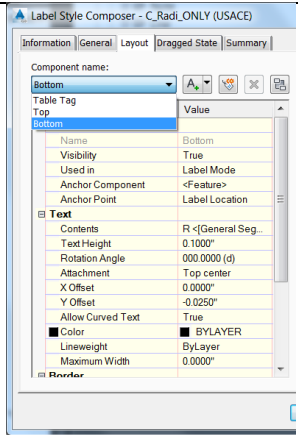 Label Style Composer - C_Radi_ONLY (USACE)
Information General Layout Dragged State Summary
Component name:
Bottom
Table Tag
Top
Bottom
Value
Name Bottom
Visibility True
Used in Label Mode
Anchor Component <Feature>
Anchor Point Label Location
Text
Contents R <[General Seg...
Text Height 0.1000"
Rotation Angle 000.0000 (d)
Attachment Top center
X Offset 0.0000"
Y Offset -0.0250"
Allow Curved Text True
Color BYLAYER
Lineweight ByLayer
Maximum Width 0.0000"
Border